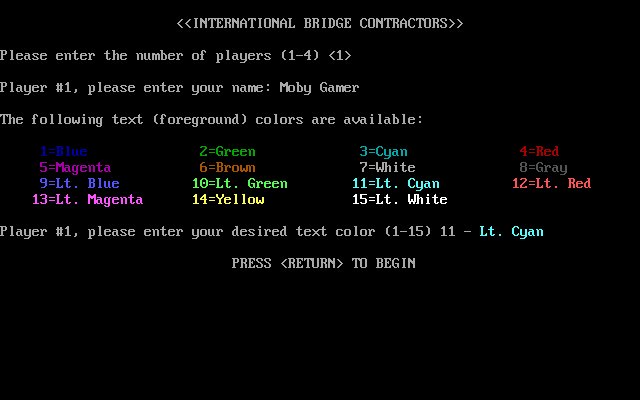 <<INTERNATIONAL BRIDGE CONTRACTORS>>
Please enter the number of players (1-4) <1>
Player #1, please enter your name: Moby Gamer
The following text (foreground) colors are available:
1=Blue 2=Green 3=Cyan 4=Red
5=Magenta 6=Brown 7=White 8=Gray
9=Lt. Blue 10=Lt. Green 11=Lt. Cyan 12=Lt. Red
13=Lt. Magenta 14=Yellow 15=Lt. White
Player #1, please enter your desired text color (1-15) 11 - Lt. Cyan
PRESS <RETURN> TO BEGIN